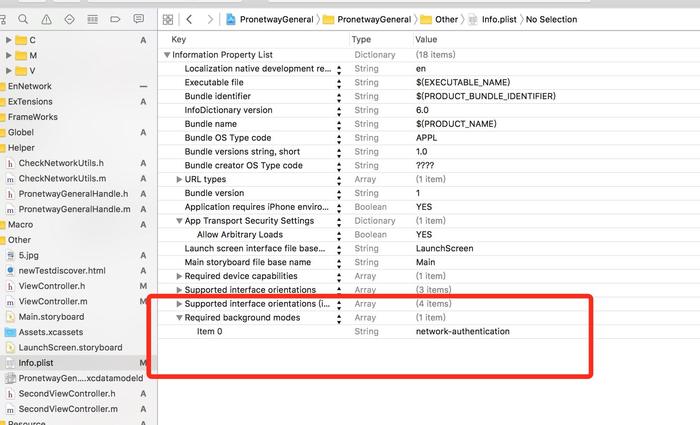 PronetwayGeneral > PronetwayGeneral > Other > Info.plist > No Selection
C A
M A
V A
EnNetwork —
ExTensions A
FrameWorks
Globel A
Helper
CheckNetworkUtils.h A
CheckNetworkUtils.m A
PronetwayGeneralHandle.h A
PronetwayGeneralHandle.m A
Macro A
Other
5.jpg A
newTestdiscover.html A
ViewController.h A
ViewController.m A
Main.storyboard
Assets.xcassets
LaunchScreen.storyboard
Info.plist M
PronetwayGen....xcdatamodeld
SecondViewController.h A
SecondViewController.m A
Resource
Key Type Value
Information Property List Dictionary (18 items)
Localization native development re... String en
Executable file String $(EXECUTABLE_NAME)
Bundle identifier String $(PRODUCT_BUNDLE_IDENTIFIER)
InfoDictionary version String 6.0
Bundle name String $(PRODUCT_NAME)
Bundle OS Type code String APPL
Bundle versions string, short String 1.0
Bundle creator OS Type code String ????
URL types Array (1 item)
Bundle version String 1
Application requires iPhone enviro... Boolean YES
App Transport Security Settings Dictionary (1 item)
Allow Arbitrary Loads Boolean YES
Launch screen interface file base... String LaunchScreen
Main storyboard file base name String Main
Required device capabilities Array (1 item)
Supported interface orientations Array (3 items)
Supported interface orientations (i... Array (4 items)
Required background modes Array (1 item)
Item 0 String network-authentication